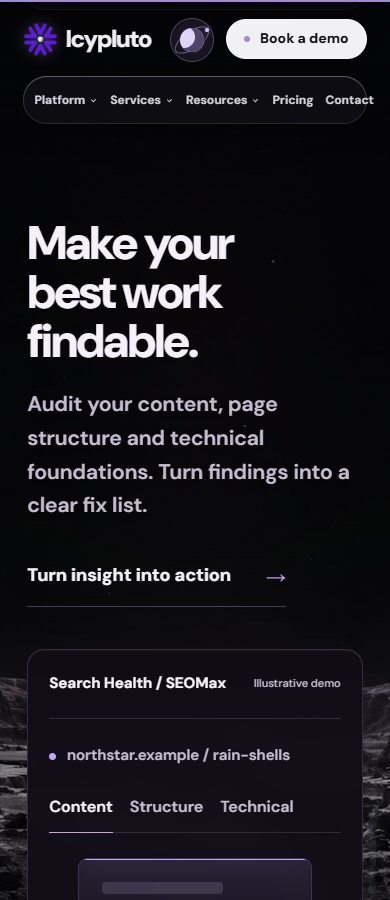 Icypluto
Book a demo
Platform Services Resources Pricing Contact
Make your
best work
findable.
Audit your content, page
structure and technical
foundations. Turn findings into a
clear fix list.
Turn insight into action →
Search Health / SEOMax Illustrative demo
northstar.example / rain-shells
Content Structure Technical